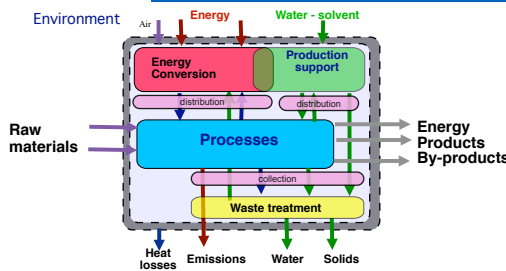 Environment
Air
Energy
Water - solvent
Energy
Conversion
Production
support
distribution
distribution
Raw
materials
Processes
Energy
Products
By-products
collection
Waste treatment
Heat
losses
Emissions
Water
Solids